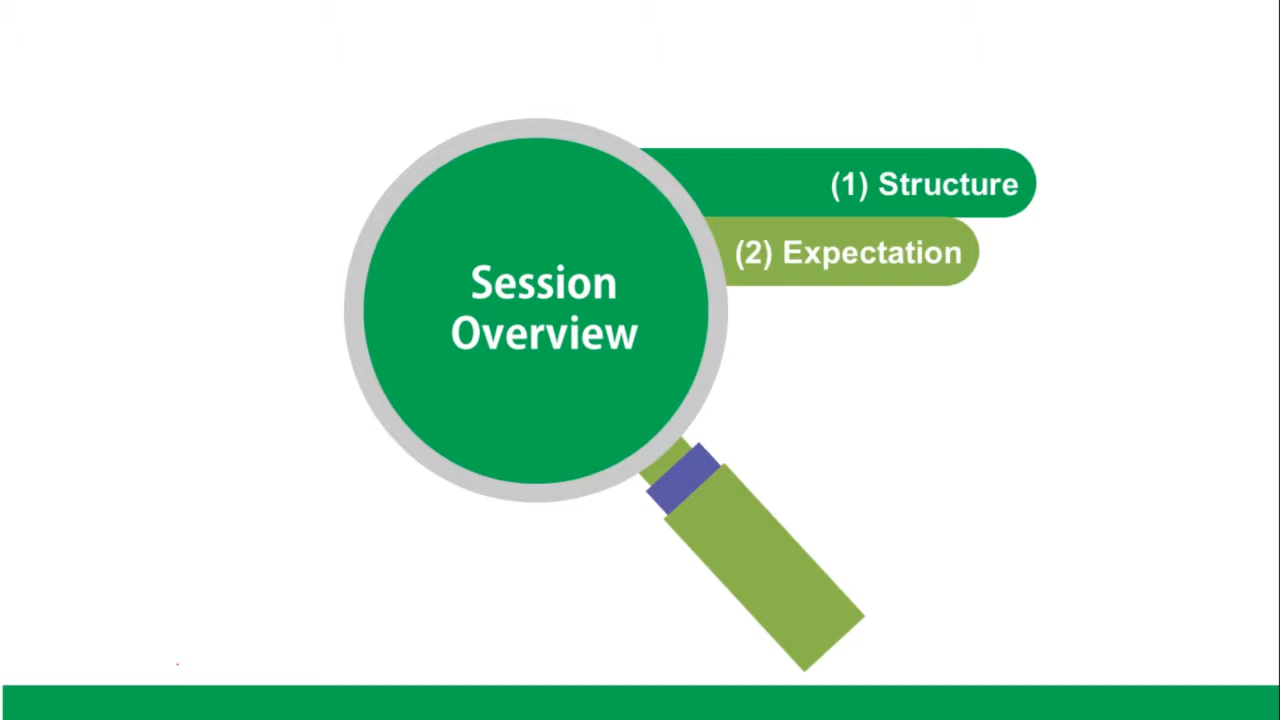 (1) Structure
(2) Expectation
Session
Overview